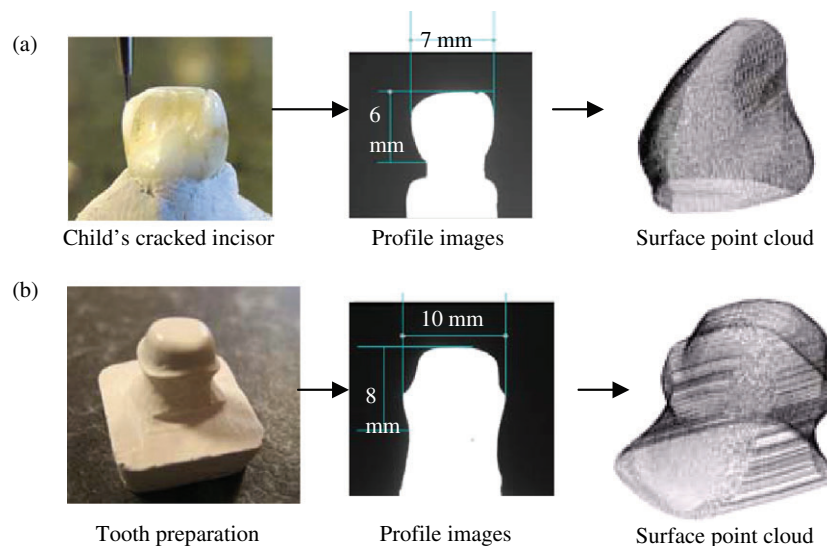 (a)
7 mm
6
mm
Child's cracked incisor
Profile images
Surface point cloud
(b)
10 mm
8
mm
Tooth preparation
Profile images
Surface point cloud